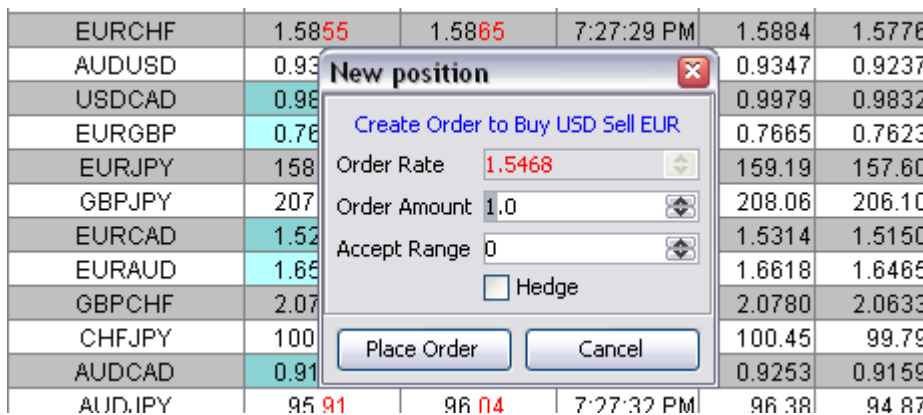 EURCHF 1.5855 1.5865 7:27:29 PM 1.5884 1.5776
AUDUSD 0.93 0.9347 0.9237
New position
USDCAD 0.98 0.9979 0.9832
Create Order to Buy USD Sell EUR
EURGBP 0.76 0.7665 0.7623
EURJPY 158 159.19 157.60
Order Rate 1.5468
GBPJPY 207 208.06 206.10
Order Amount 1.0
EURCAD 1.52 1.5314 1.5150
Accept Range 0
EURAUD 1.65 1.6618 1.6465
Hedge
GBPCHF 2.07 2.0780 2.0633
CHFJPY 100 100.45 99.79
Place Order Cancel
AUDCAD 0.91 0.9253 0.9159
AUDJPY 95.91 96.04 7:27:32 PM 96.38 94.87